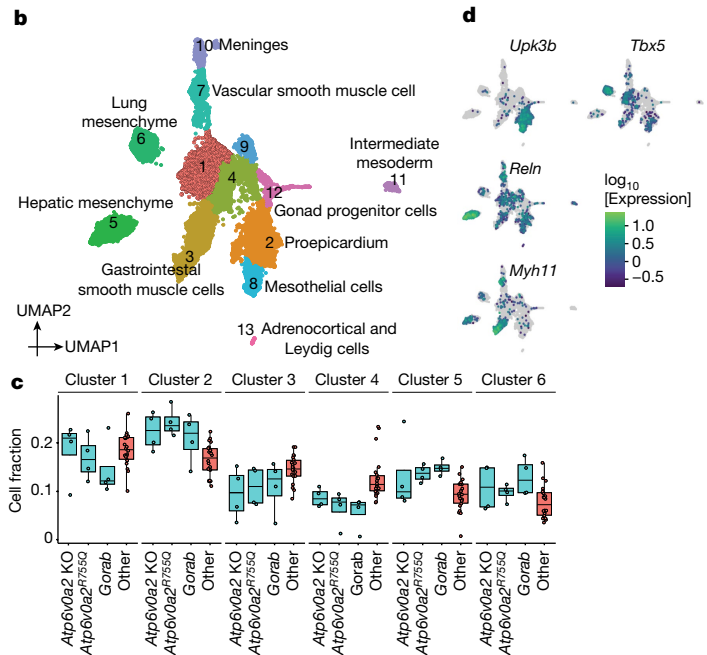 b
10 Meninges
7 Vascular smooth muscle cell
Lung
mesenchyme
6
9
1
4
Intermediate
mesoderm
11
12
Gonad progenitor cells
Hepatic mesenchyme
5
2 Proepicardium
3
Gastrointestal
smooth muscle cells
8 Mesothelial cells
13 Adrenocortical and
Leydig cells
UMAP2
UMAP1
d
Upk3b
Tbx5
Reln
Myh11
log10
[Expression]
1.0
0.5
0
−0.5
c
Cluster 1 Cluster 2 Cluster 3 Cluster 4 Cluster 5 Cluster 6
Cell fraction
0.2
0.1
0
Atp6v0a2 KO
Atp6v0a2R755Q
Gorab
Other
Atp6v0a2 KO
Atp6v0a2R755Q
Gorab
Other
Atp6v0a2 KO
Atp6v0a2R755Q
Gorab
Other
Atp6v0a2 KO
Atp6v0a2R755Q
Gorab
Other
Atp6v0a2 KO
Atp6v0a2R755Q
Gorab
Other
Atp6v0a2 KO
Atp6v0a2R755Q
Gorab
Other